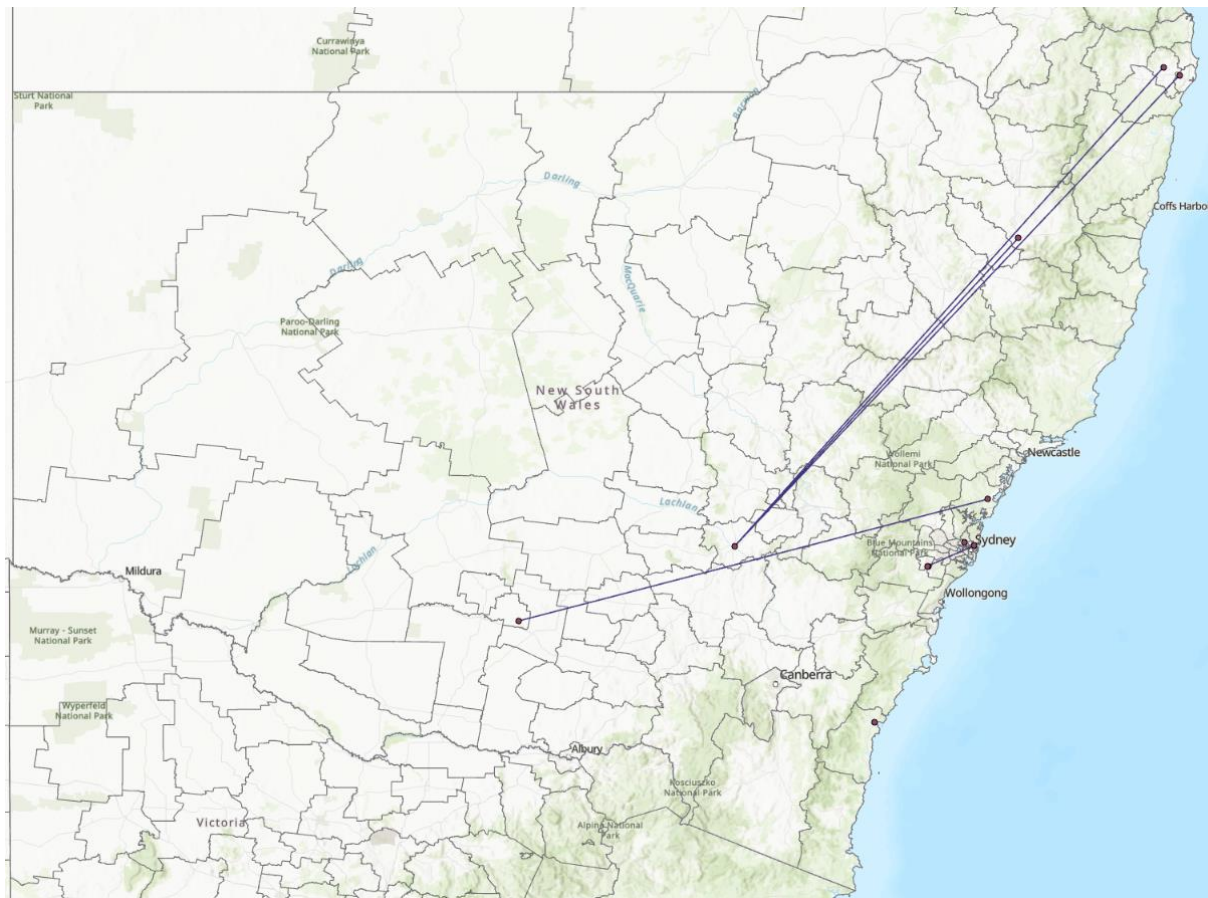 Currawinya
National Park
Sturt National
Park
Barwon
Darling
Coffs Harbo
Darling
MacQuarie
Paroo-Darling
National Park
New South
Wales
Wollemi
National Park
Newcastle
Lachlan
Blue Mountains
National Park
Sydney
Lachlan
Mildura
Wollongong
Murray - Sunset
National Park
Canberra
Wyperfeld
National Park
Albury
Kosciuszko
National Park
Victoria
Alpine National
Park